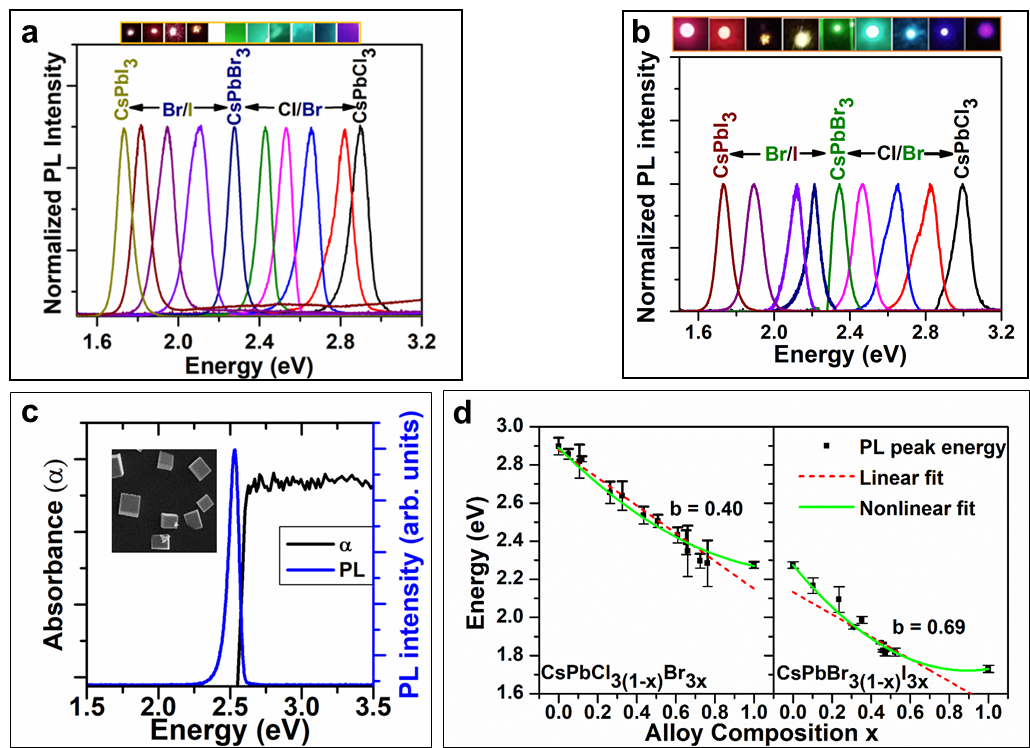 a
Normalized PL Intensity
CsPbI3
Br/I
CsPbBr3
Cl/Br
CsPbCl3
1.6 2.0 2.4 2.8 3.2
Energy (eV)
b
Normalized PL intensity
CsPbI3
Br/I
CsPbBr3
Cl/Br
CsPbCl3
1.6 2.0 2.4 2.8 3.2
Energy (eV)
c
Absorbance (α)
PL intensity (arb. units)
α
PL
1.5 2.0 2.5 3.0 3.5
Energy (eV)
d
Energy (eV)
3.0
2.8
2.6
2.4
2.2
2.0
1.8
1.6
PL peak energy
Linear fit
Nonlinear fit
b = 0.40
b = 0.69
CsPbCl3(1-x)Br3x
CsPbBr3(1-x)I3x
0.0 0.2 0.4 0.6 0.8 1.0 0.0 0.2 0.4 0.6 0.8 1.0
Alloy Composition x